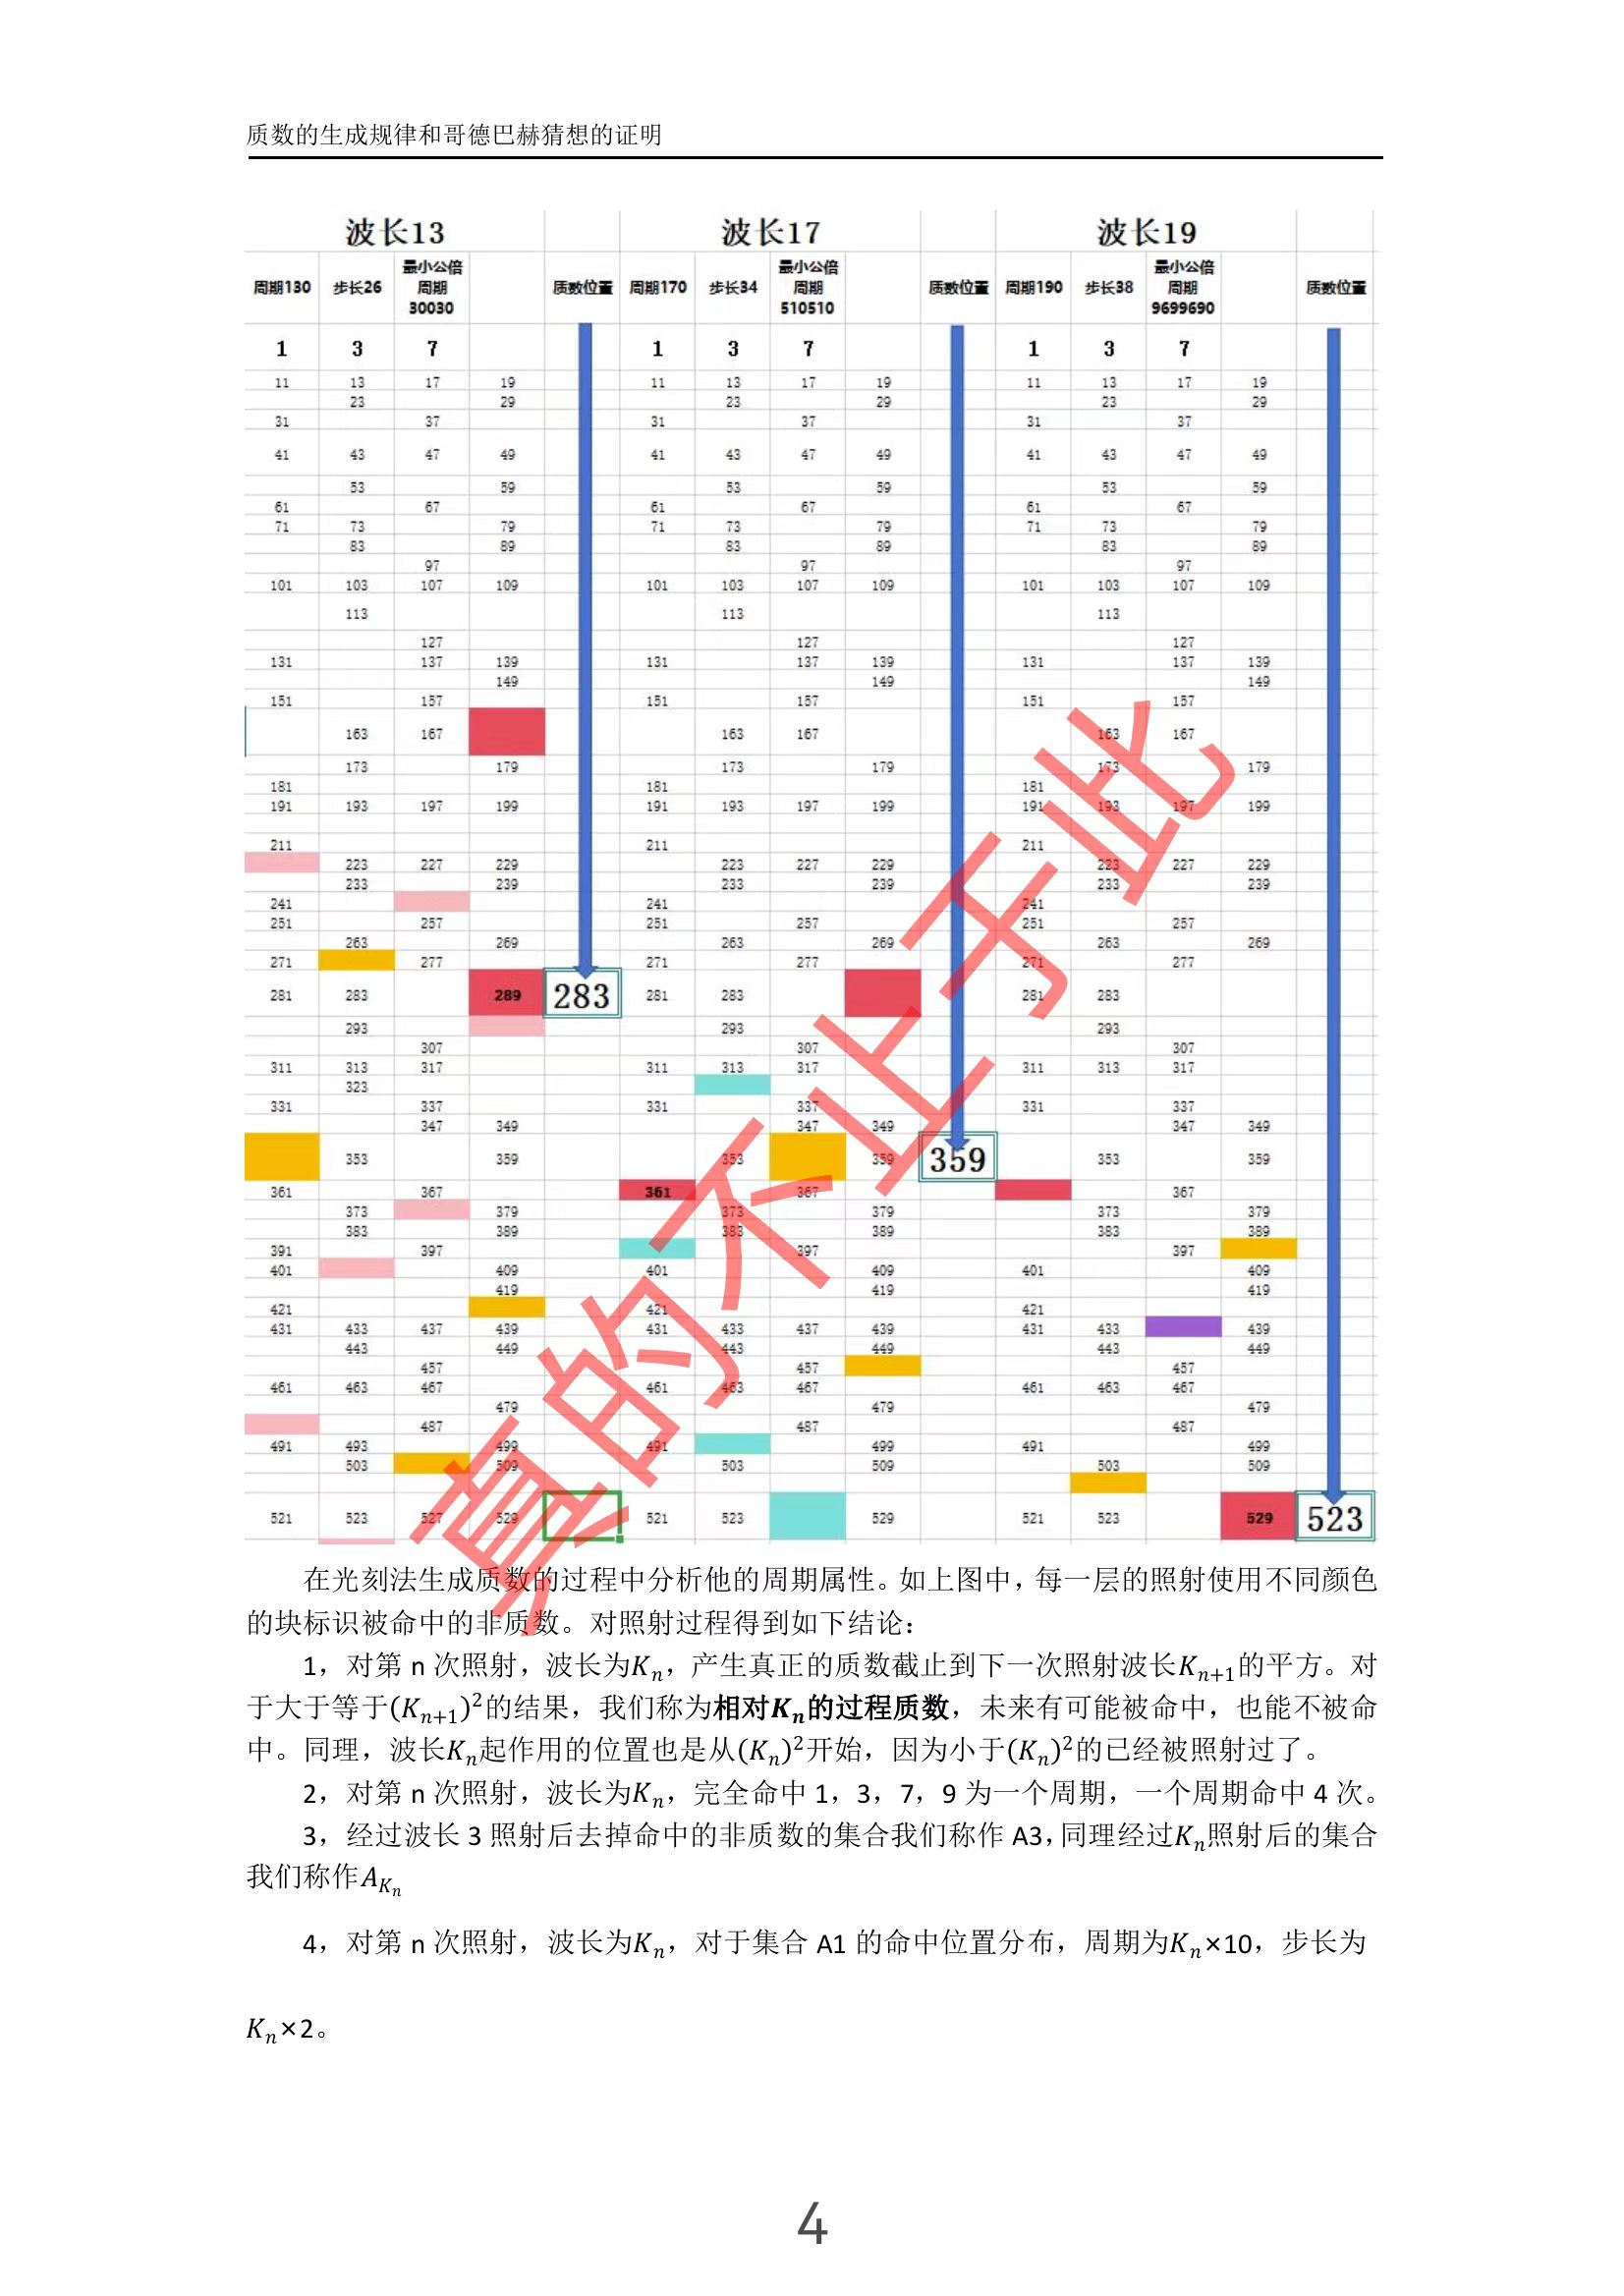 质数的生成规律和哥德巴赫猜想的证明
波长13 波长17 波长19
周期130 步长26 最小公倍周期30030 质数位置 周期170 步长34 最小公倍周期510510 质数位置 周期190 步长38 最小公倍周期9699690 质数位置
1 3 7 1 3 7 1 3 7
11 13 17 19 11 13 17 19 11 13 17 19
23 29 23 29 23 29
31 37 31 37 31 37
41 43 47 49 41 43 47 49 41 43 47 49
53 59 53 59 53 59
61 67 61 67 61 67
71 73 79 71 73 79 71 73 79
83 89 83 89 83 89
97 97 97
101 103 107 109 101 103 107 109 101 103 107 109
113 113 113
127 127 127
131 137 139 131 137 139 131 137 139
149 149 149
151 157 151 157 151 157
163 167 163 167 163 167
173 179 173 179 173 179
181 181 181
191 193 197 199 191 193 197 199 191 193 197 199
211 211 211
223 227 229 223 227 229 223 227 229
233 239 233 239 233 239
241 241 241
251 257 251 257 251 257
263 269 263 269 263 269
271 277 271 277 271 277
281 283 289 283 281 283 281 283
293 293 293
307 307 307
311 313 317 311 313 317 311 313 317
323
331 337 331 337 331 337
347 349 347 349 347 349
353 359 353 359 359 353 359
361 367 361 367 367
373 379 373 379 373 379
383 389 383 389 383 389
391 397 397 397
401 409 401 409 401 409
419 419 419
421 421 421
431 433 437 439 431 433 437 439 431 433 439
443 449 443 449 443 449
457 457 457
461 463 467 461 463 467 461 463 467
479 479 479
487 487 487
491 493 499 491 499 491 499
503 509 503 509 503 509
521 523 527 529 521 523 529 521 523 529 523
真的不止于此
在光刻法生成质数的过程中分析他的周期属性。如上图中，每一层的照射使用不同颜色
的块标识被命中的非质数。对照射过程得到如下结论：
1，对第 n 次照射，波长为Kₙ，产生真正的质数截止到下一次照射波长Kₙ₊₁的平方。对
于大于等于(Kₙ₊₁)²的结果，我们称为相对Kₙ的过程质数，未来有可能被命中，也能不被命
中。同理，波长Kₙ起作用的位置也是从(Kₙ)²开始，因为小于(Kₙ)²的已经被照射过了。
2，对第 n 次照射，波长为Kₙ，完全命中 1，3，7，9 为一个周期，一个周期命中 4 次。
3，经过波长 3 照射后去掉命中的非质数的集合我们称作 A3，同理经过Kₙ照射后的集合
我们称作A_{Kₙ}
4，对第 n 次照射，波长为Kₙ，对于集合 A1 的命中位置分布，周期为Kₙ×10，步长为
Kₙ×2。
4